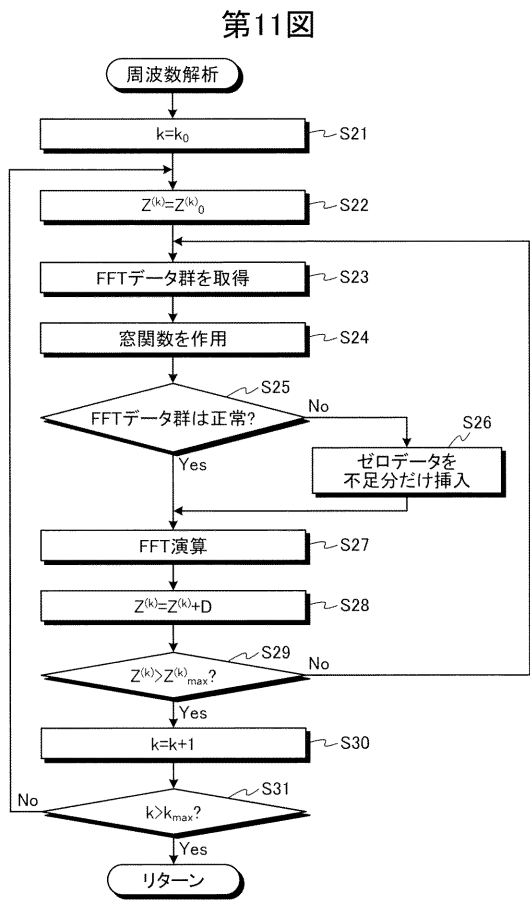 第11図
周波数解析
k=k₀ S21
Z⁽ᵏ⁾=Z⁽ᵏ⁾₀ S22
FFTデータ群を取得 S23
窓関数を作用 S24
S25
FFTデータ群は正常? No
Yes
S26
ゼロデータを
不足分だけ挿入
FFT演算 S27
Z⁽ᵏ⁾=Z⁽ᵏ⁾+D S28
S29
Z⁽ᵏ⁾>Z⁽ᵏ⁾max? No
Yes
k=k+1 S30
S31
No k>kmax?
Yes
リターン